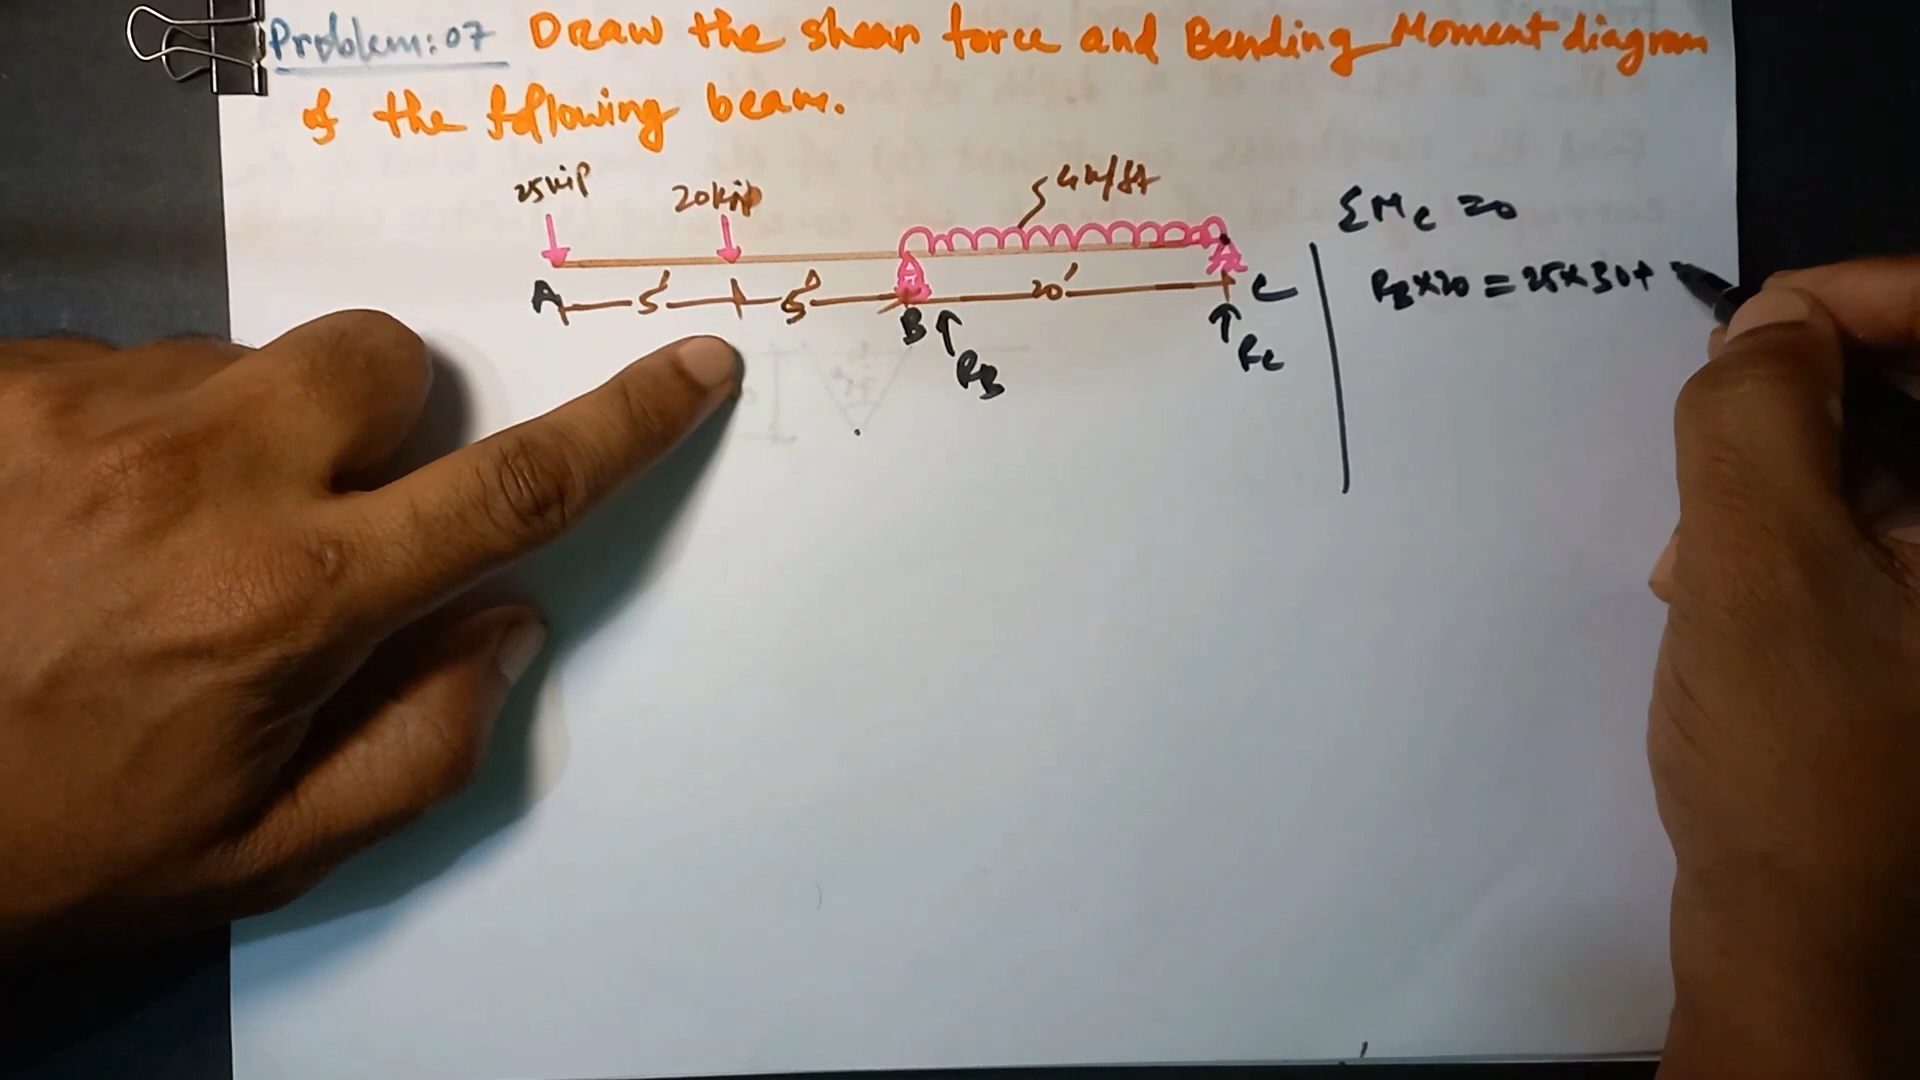 Problem: 07 Draw the shear force and Bending Moment diagram
of the following beam.
25kip 20kip 4k/ft
A 5' 5' B 20' C
RB RC
ΣMc = 0
RB×20 = 25×30+